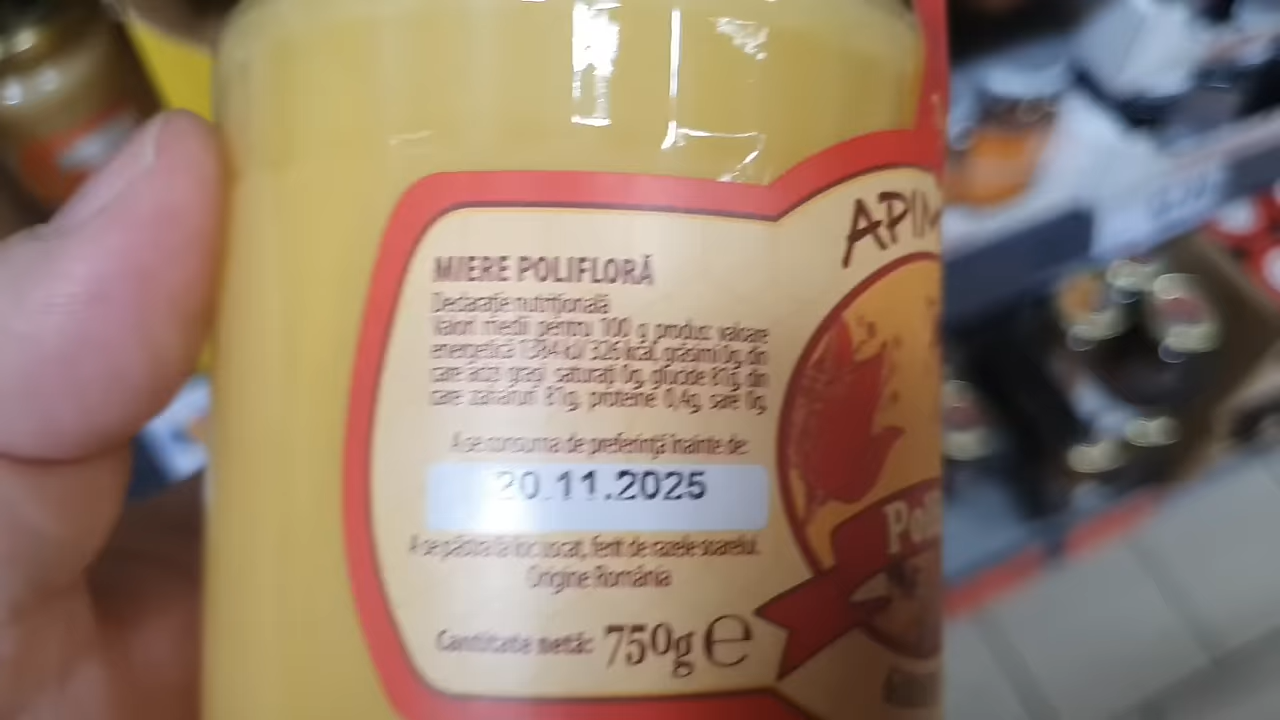 APIM
MIERE POLIFLORĂ
Declarație nutrițională
Valori medii pentru 100 g produs: valoare
energetică 1384 kJ/ 326 kcal, grăsimi 0g, din
care acizi grași saturați 0g, glucide 81g, din
care zaharuri 81g, proteine 0,4g, sare 0g.
A se consuma de preferință înainte de:
20.11.2025
A se păstra la loc uscat, ferit de razele soarelui.
Origine România
Cantitate netă: 750g e
Poli